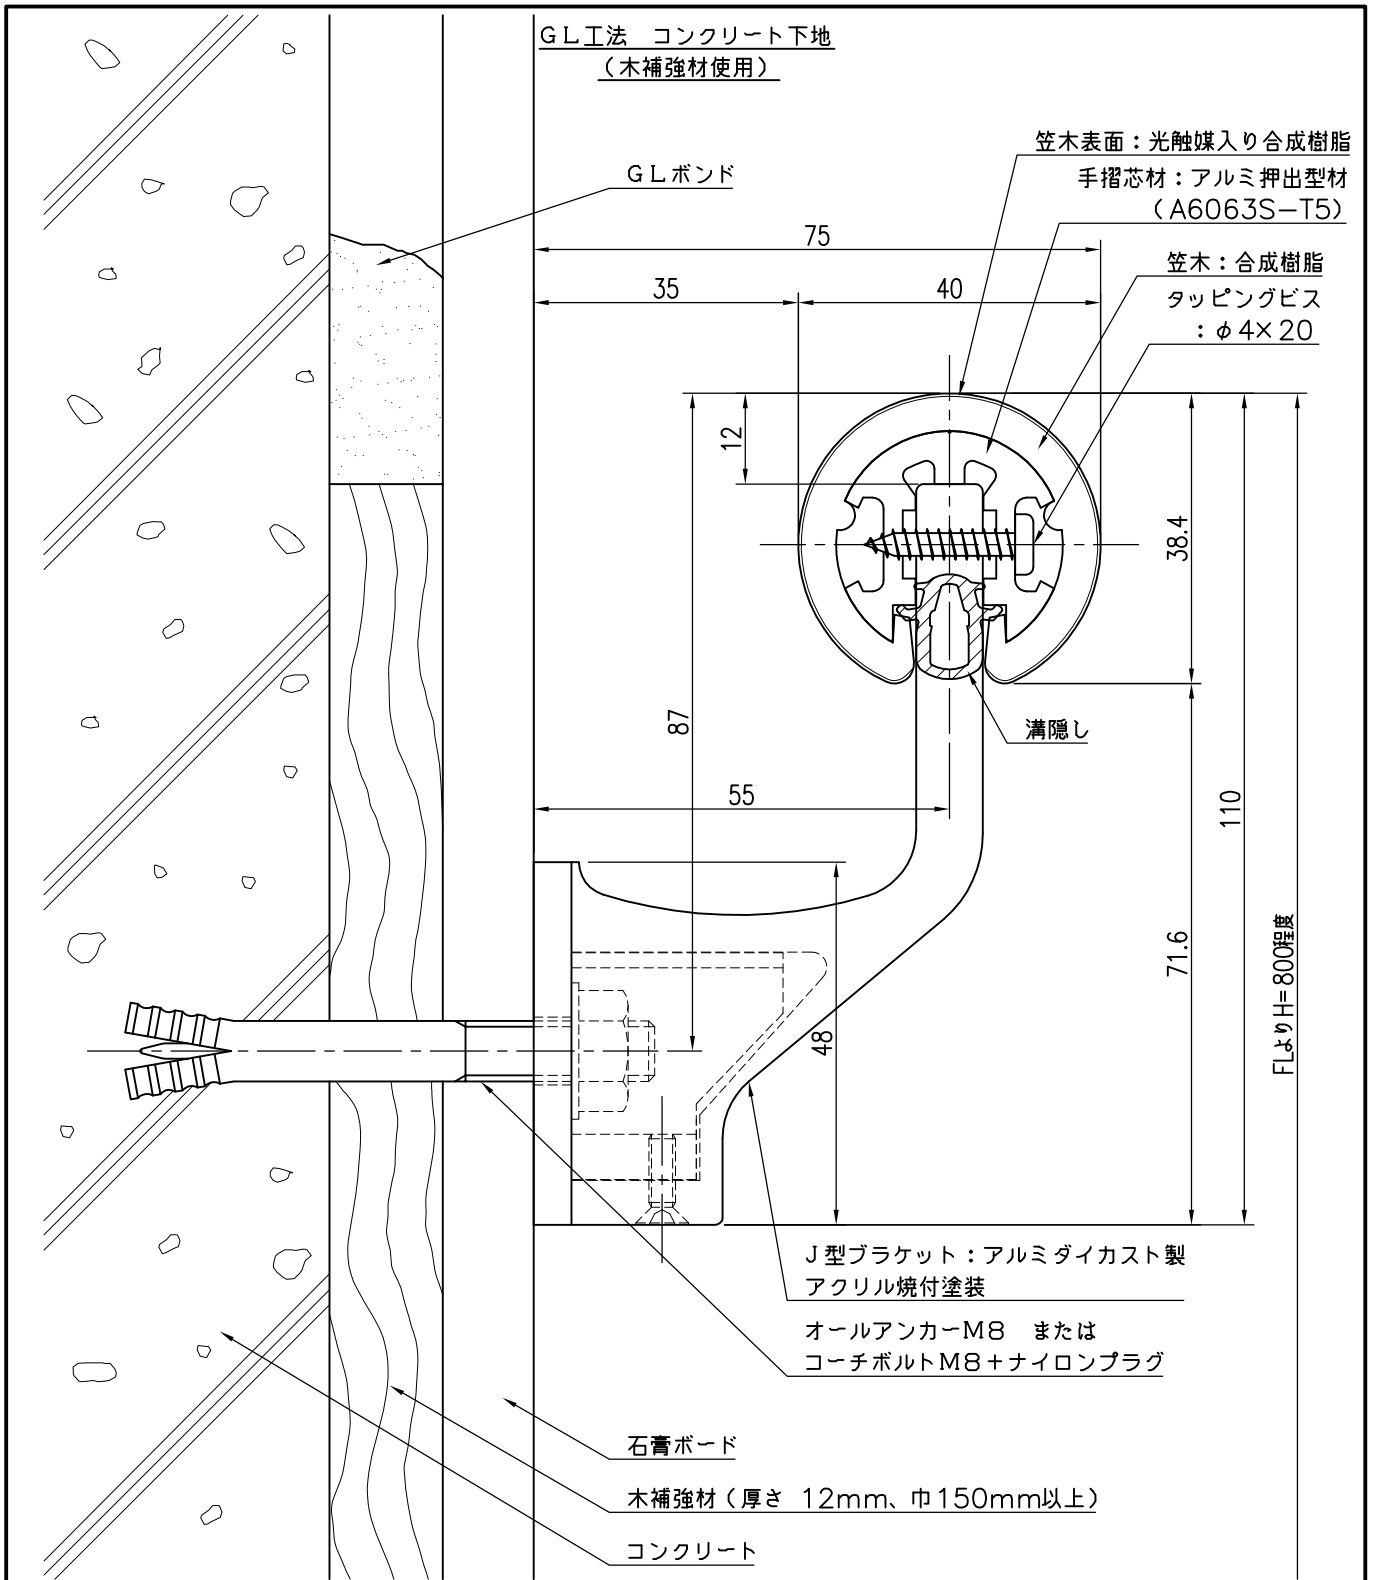 GL工法　コンクリート下地
（木補強材使用）
笠木表面：光触媒入り合成樹脂
GLボンド
手摺芯材：アルミ押出型材
（A6063S−T5）
75
笠木：合成樹脂
35
40
タッピングビス
：φ4×20
12
38.4
87
溝隠し
55
110
71.6
FLよりH=800程度
48
J型ブラケット：アルミダイカスト製
アクリル焼付塗装
オールアンカーM8　または
コーチボルトM8+ナイロンプラグ
石膏ボード
木補強材（厚さ 12mm、巾150mm以上）
コンクリート